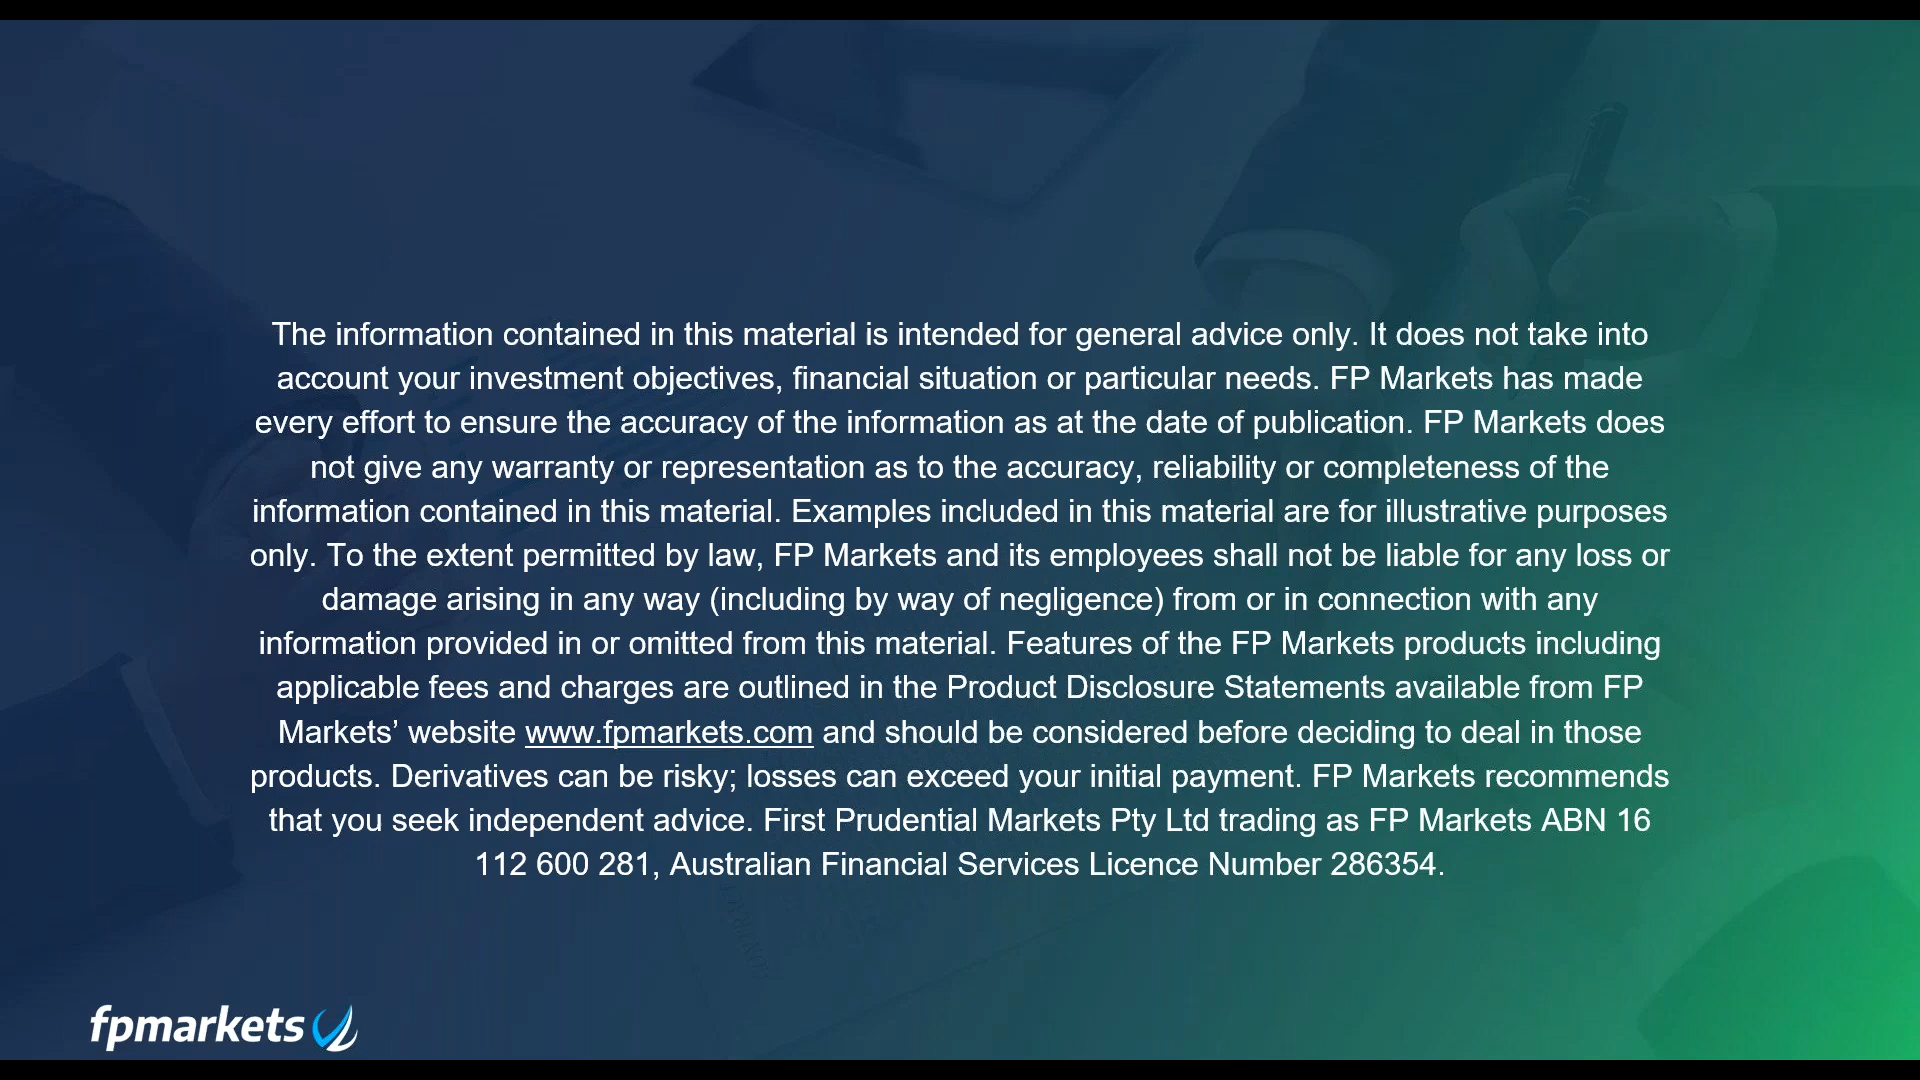 The information contained in this material is intended for general advice only. It does not take into
account your investment objectives, financial situation or particular needs. FP Markets has made
every effort to ensure the accuracy of the information as at the date of publication. FP Markets does
not give any warranty or representation as to the accuracy, reliability or completeness of the
information contained in this material. Examples included in this material are for illustrative purposes
only. To the extent permitted by law, FP Markets and its employees shall not be liable for any loss or
damage arising in any way (including by way of negligence) from or in connection with any
information provided in or omitted from this material. Features of the FP Markets products including
applicable fees and charges are outlined in the Product Disclosure Statements available from FP
Markets’ website www.fpmarkets.com and should be considered before deciding to deal in those
products. Derivatives can be risky; losses can exceed your initial payment. FP Markets recommends
that you seek independent advice. First Prudential Markets Pty Ltd trading as FP Markets ABN 16
112 600 281, Australian Financial Services Licence Number 286354.
fpmarkets